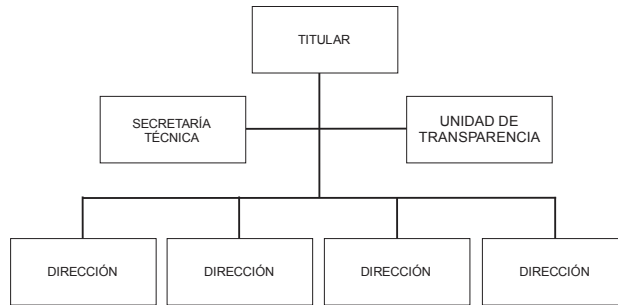 TITULAR
SECRETARÍA
TÉCNICA
UNIDAD DE
TRANSPARENCIA
DIRECCIÓN
DIRECCIÓN
DIRECCIÓN
DIRECCIÓN